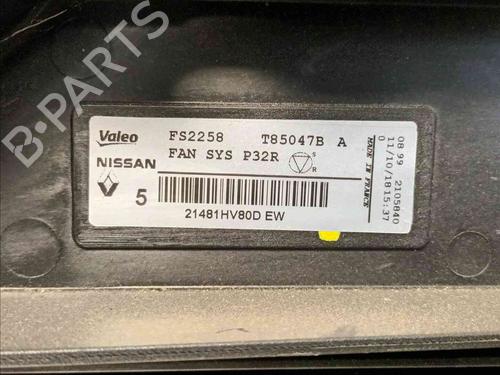 Valeo FS2258 T85047B A
NISSAN FAN SYS P32R S R
5
21481HV80D EW
08 99 2105840
11/10/18 15:37
0 MADE IN FRANCE
B-PARTS